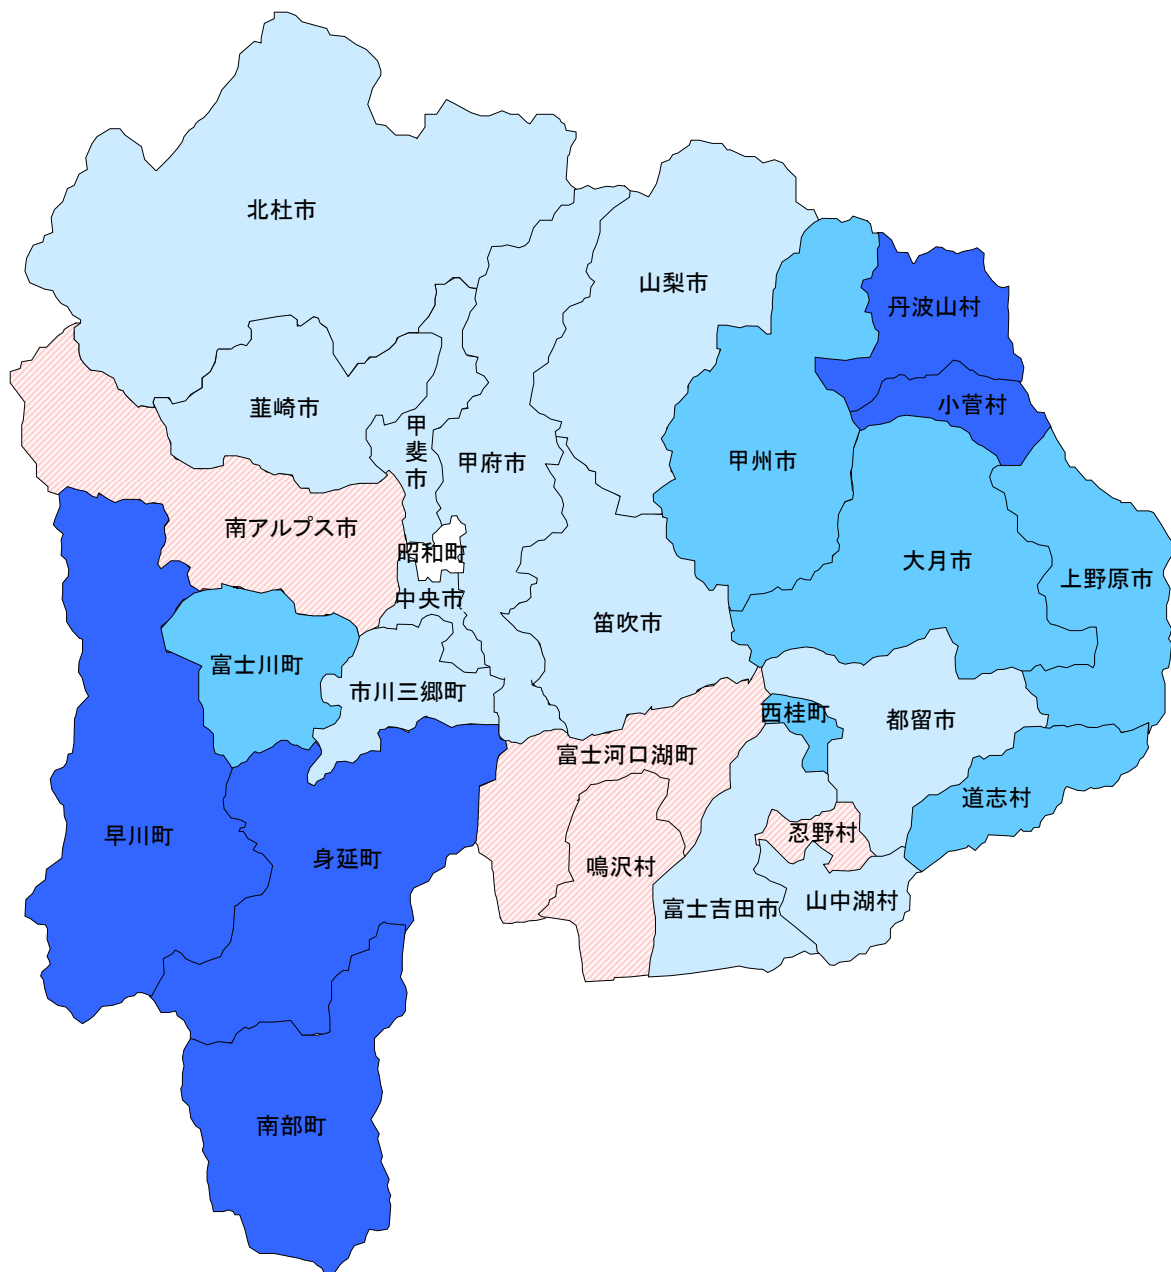 北杜市
山梨市
丹波山村
韮崎市
小菅村
甲斐市
甲府市
甲州市
南アルプス市
昭和町
大月市
上野原市
中央市
笛吹市
富士川町
市川三郷町
西桂町
都留市
富士河口湖町
道志村
早川町
忍野村
身延町
鳴沢村
富士吉田市
山中湖村
南部町